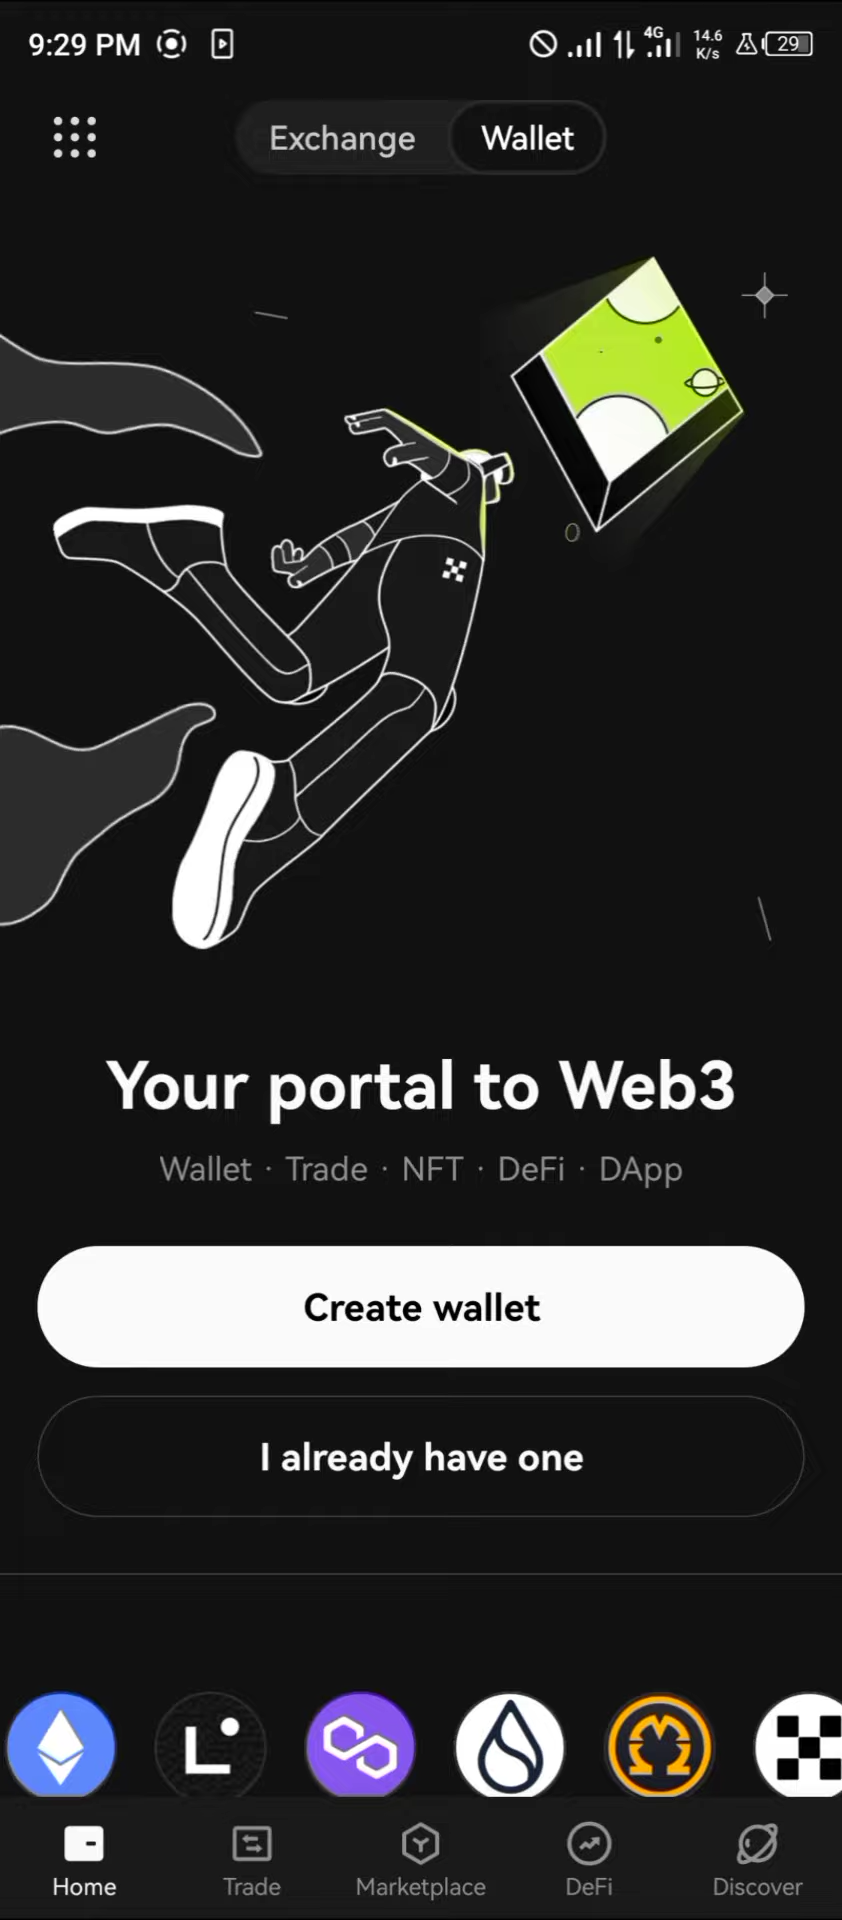 9:29 PM 4G 14.6 K/s 29
Exchange Wallet
Your portal to Web3
Wallet · Trade · NFT · DeFi · DApp
Create wallet
I already have one
Home Trade Marketplace DeFi Discover